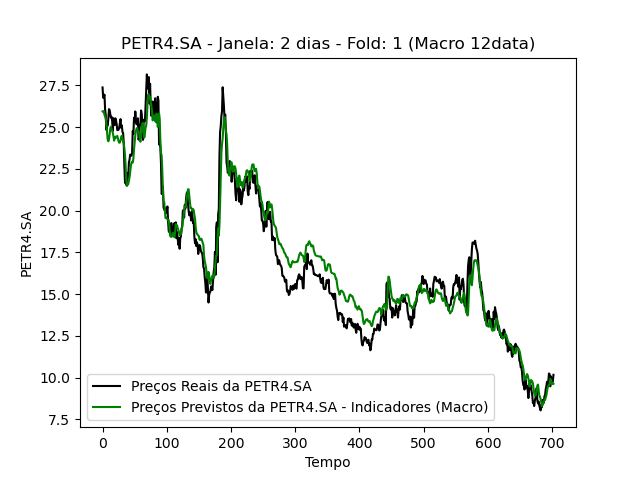 PETR4.SA - Janela: 2 dias - Fold: 1 (Macro 12data)
27.5
25.0
22.5
20.0
17.5
15.0
12.5
10.0
7.5
PETR4.SA
Preços Reais da PETR4.SA
Preços Previstos da PETR4.SA - Indicadores (Macro)
0 100 200 300 400 500 600 700
Tempo